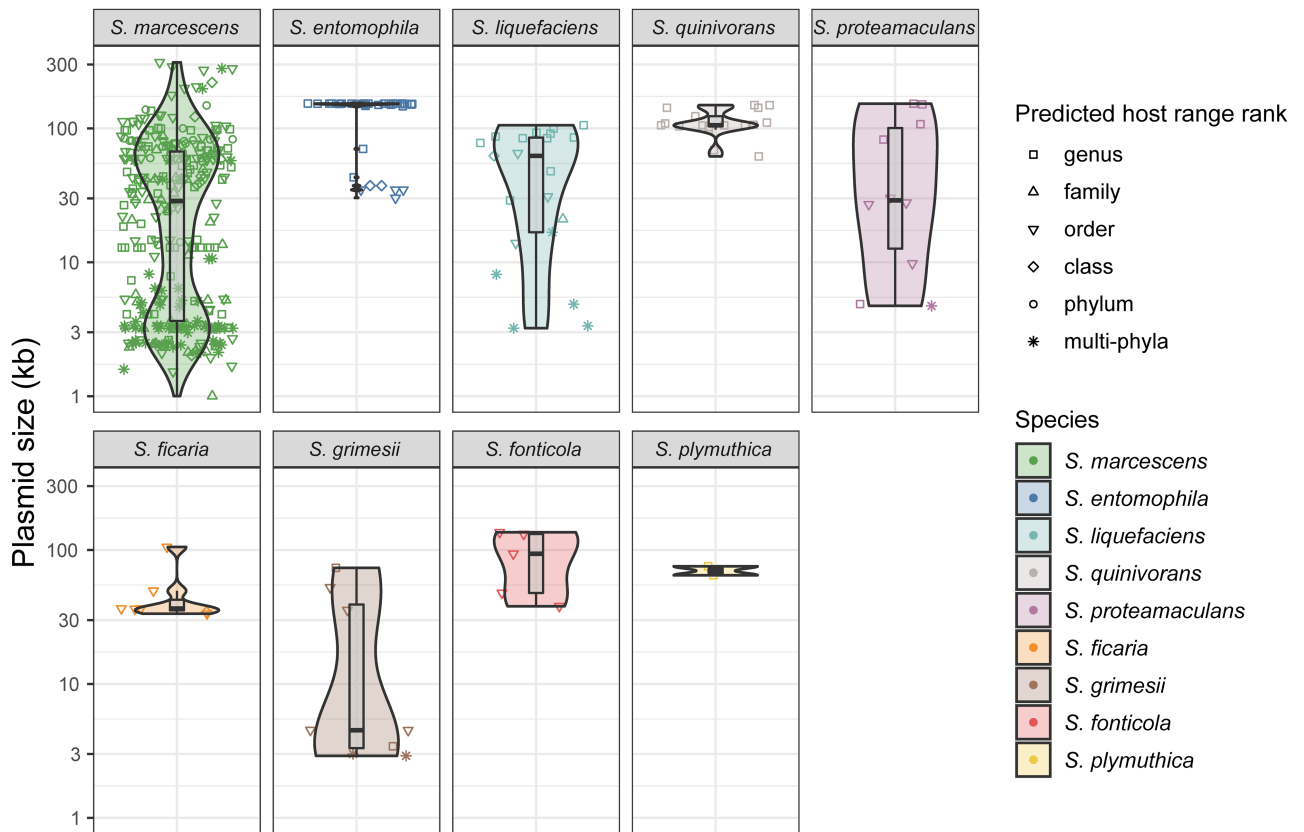 S. marcescens
S. entomophila
S. liquefaciens
S. quinivorans
S. proteamaculans
300
100
30
10
3
1
Plasmid size (kb)
S. ficaria
S. grimesii
S. fonticola
S. plymuthica
300
100
30
10
3
1
Predicted host range rank
genus
family
order
class
phylum
multi-phyla
Species
S. marcescens
S. entomophila
S. liquefaciens
S. quinivorans
S. proteamaculans
S. ficaria
S. grimesii
S. fonticola
S. plymuthica